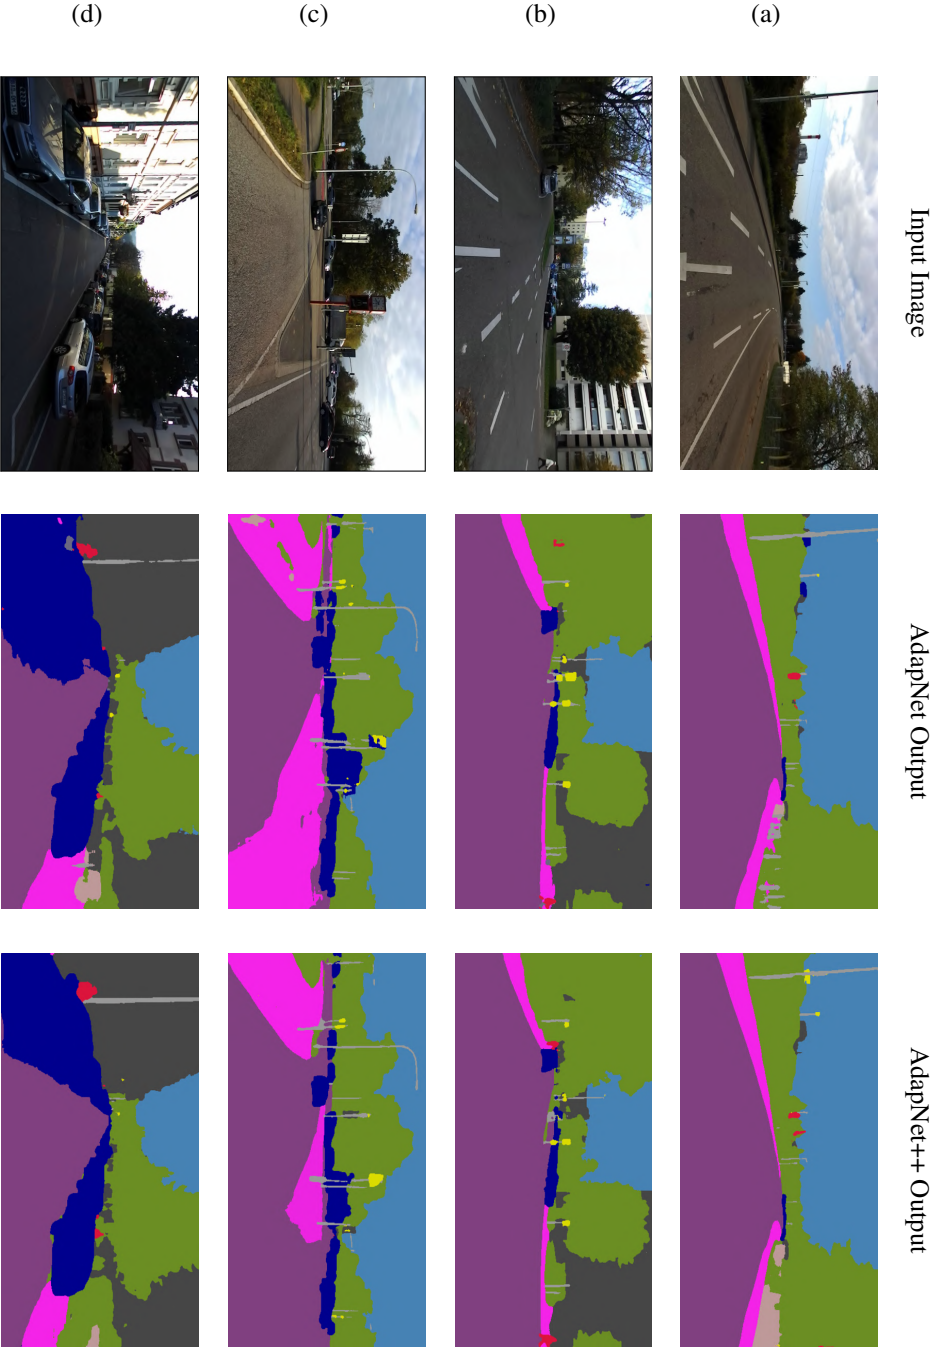 Input Image
AdapNet Output
AdapNet++ Output
(a)
(b)
(c)
(d)